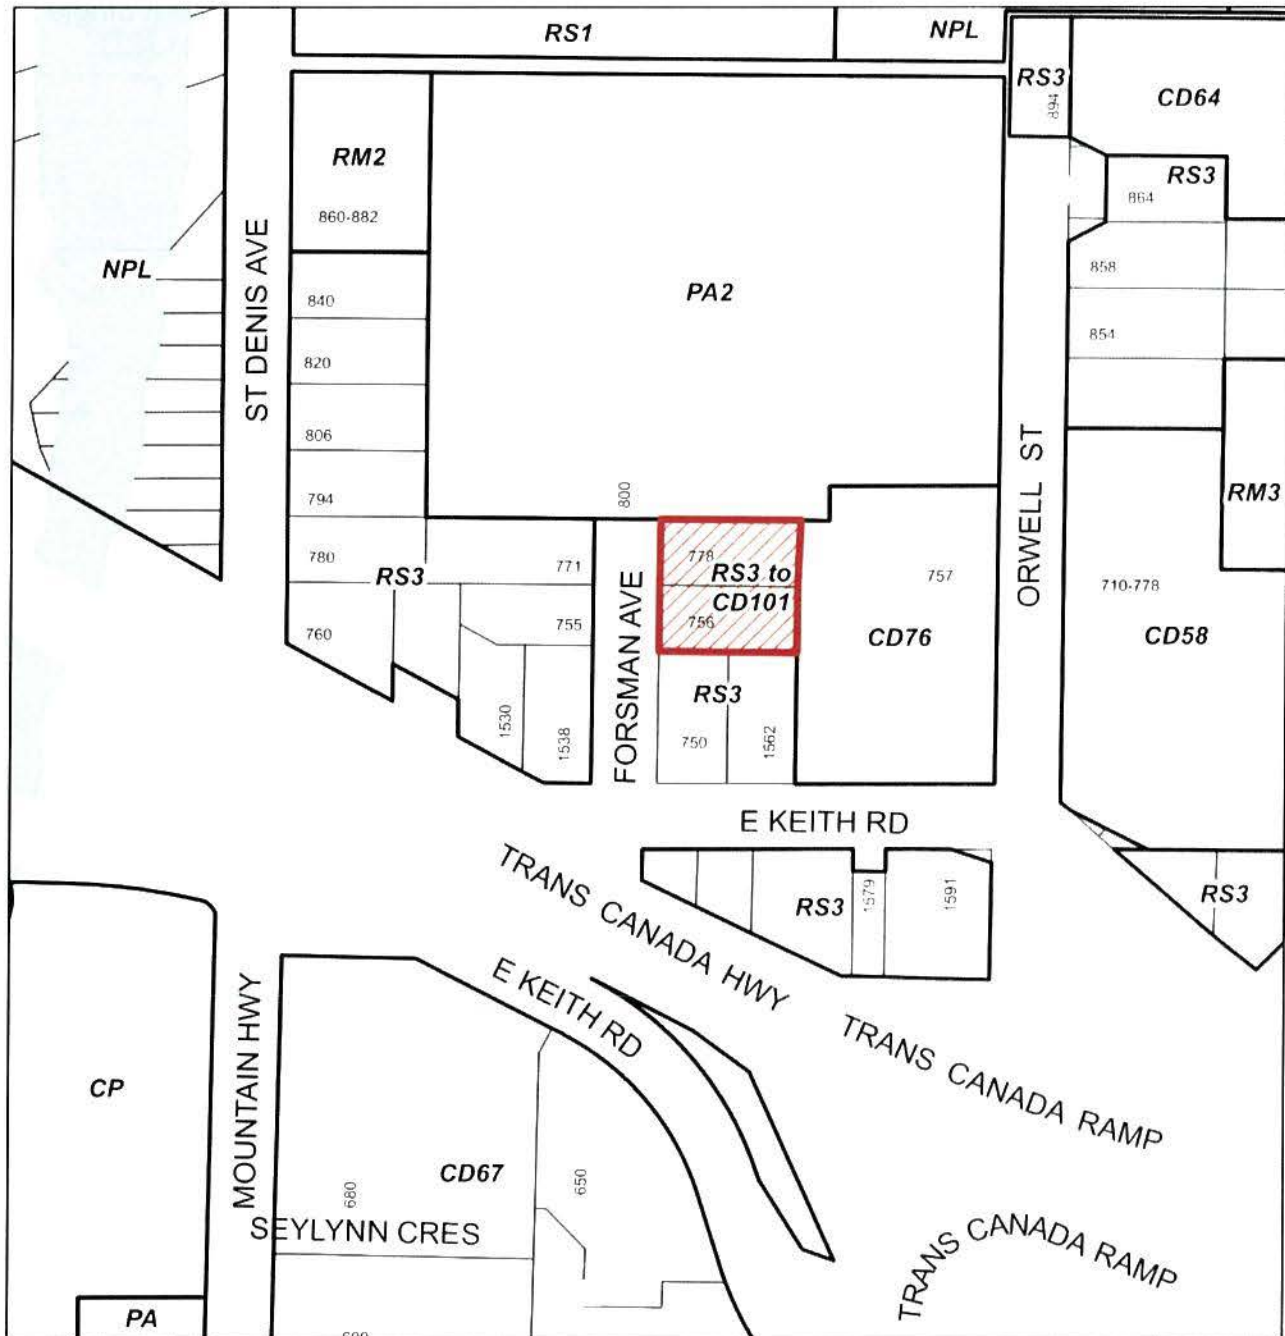 RS1
NPL
RS3
894
CD64
RM2
860-882
RS3
864
NPL
ST DENIS AVE
840
PA2
858
820
854
806
794
800
ORWELL ST
RM3
780
RS3
771
778
RS3 to
CD101
756
757
710-778
760
755
FORSMAN AVE
CD76
CD58
1530
1538
RS3
750
1562
E KEITH RD
TRANS CANADA HWY
RS3
1579
1591
RS3
E KEITH RD
TRANS CANADA RAMP
CP
MOUNTAIN HWY
CD67
680
650
SEYLYNN CRES
TRANS CANADA RAMP
PA